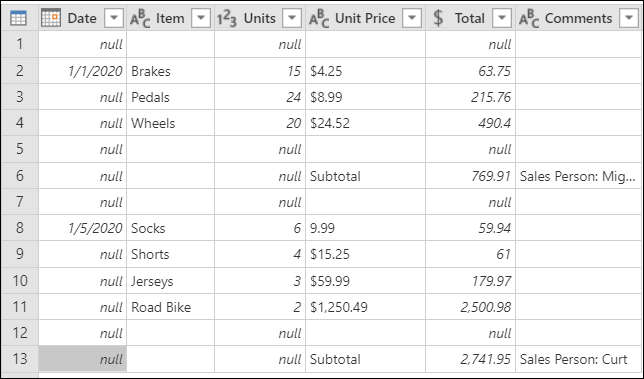 Date ABC Item 123 Units ABC Unit Price $ Total ABC Comments
1 null null null
2 1/1/2020 Brakes 15 $4.25 63.75
3 null Pedals 24 $8.99 215.76
4 null Wheels 20 $24.52 490.4
5 null null null
6 null null Subtotal 769.91 Sales Person: Mig...
7 null null null
8 1/5/2020 Socks 6 9.99 59.94
9 null Shorts 4 $15.25 61
10 null Jerseys 3 $59.99 179.97
11 null Road Bike 2 $1,250.49 2,500.98
12 null null null
13 null null Subtotal 2,741.95 Sales Person: Curt